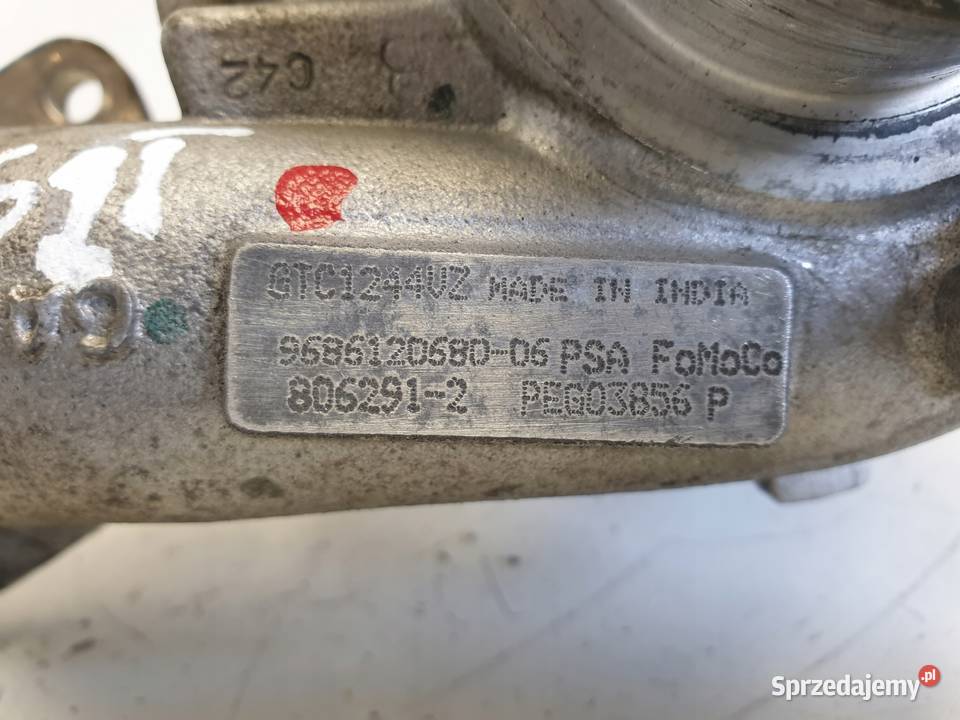 C42
GTC1244VZ MADE IN INDIA
9686120680-06 PSA FoMoCo
806291-2 PEG03856 P
Sprzedajemy.pl